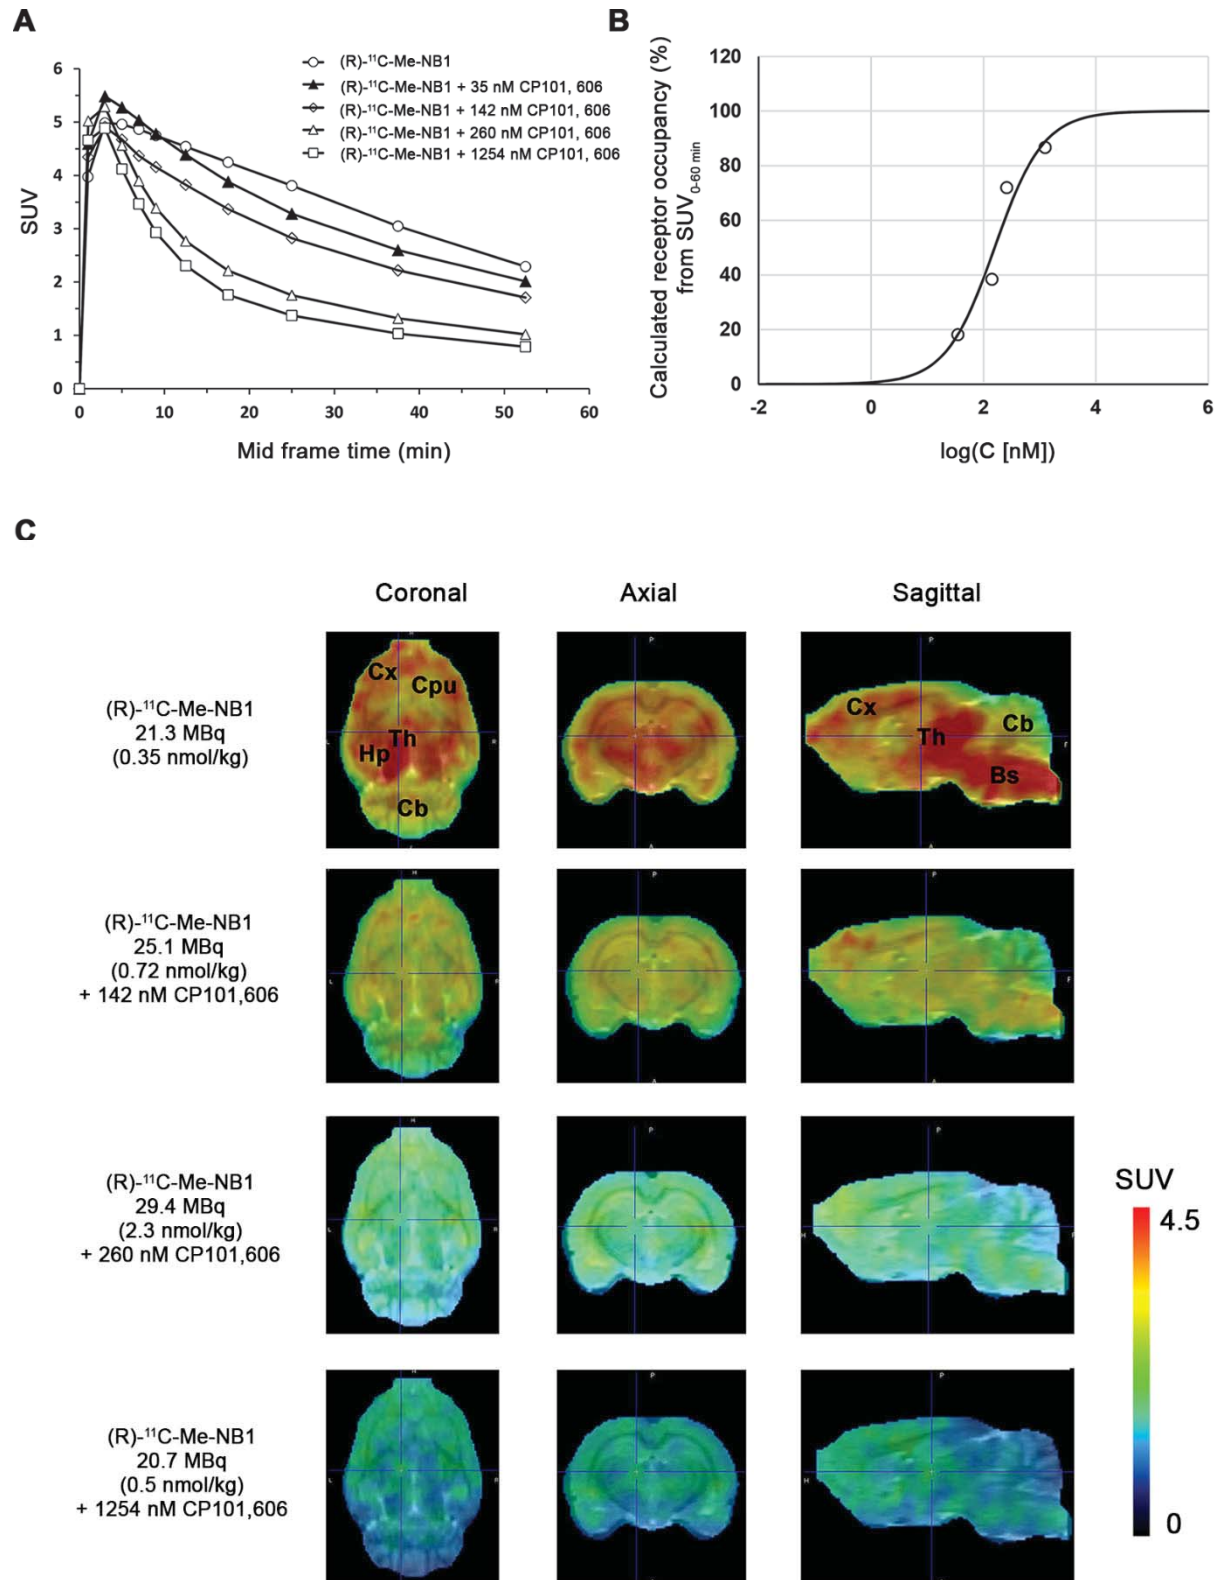 A
SUV
6
5
4
3
2
1
0
0
10
20
30
40
50
60
Mid frame time (min)
(R)-¹¹C-Me-NB1
(R)-¹¹C-Me-NB1 + 35 nM CP101, 606
(R)-¹¹C-Me-NB1 + 142 nM CP101, 606
(R)-¹¹C-Me-NB1 + 260 nM CP101, 606
(R)-¹¹C-Me-NB1 + 1254 nM CP101, 606
B
Calculated receptor occupancy (%)
from SUV₀₋₆₀ min
120
100
80
60
40
20
0
-2
0
2
4
6
log(C [nM])
C
Coronal
Axial
Sagittal
(R)-¹¹C-Me-NB1
21.3 MBq
(0.35 nmol/kg)
H
Cx
Cpu
Th
Hp
Cb
L
R
P
A
P
Cx
Th
Cb
Bs
F
A
(R)-¹¹C-Me-NB1
25.1 MBq
(0.72 nmol/kg)
+ 142 nM CP101,606
H
L
R
P
A
P
F
A
(R)-¹¹C-Me-NB1
29.4 MBq
(2.3 nmol/kg)
+ 260 nM CP101,606
H
L
R
P
P
H
F
(R)-¹¹C-Me-NB1
20.7 MBq
(0.5 nmol/kg)
+ 1254 nM CP101,606
H
L
R
P
P
H
F
SUV
4.5
0